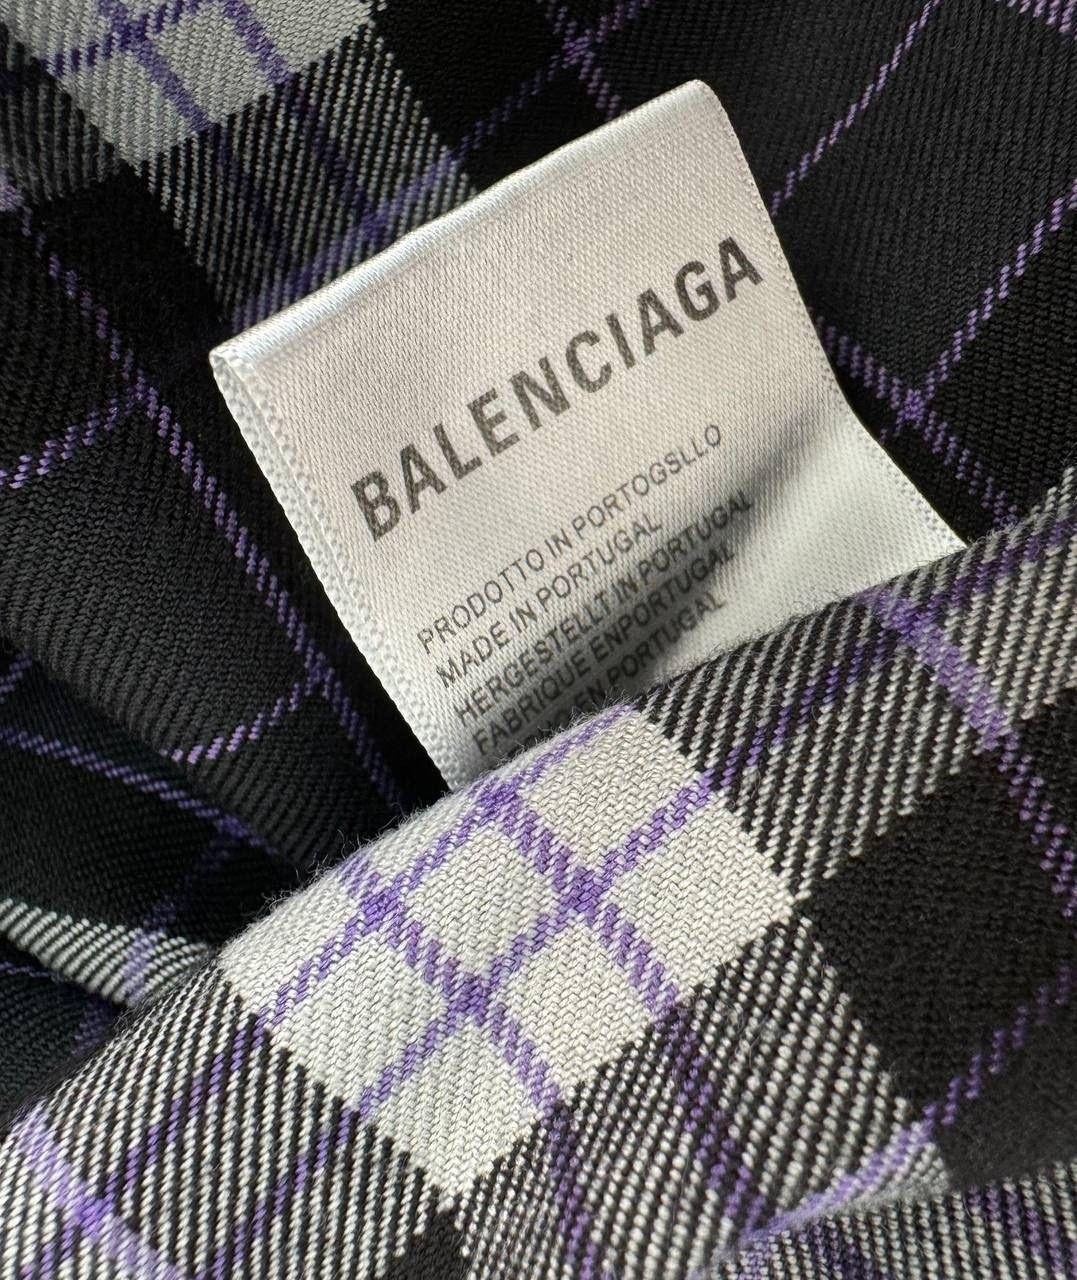 BALENCIAGA
PRODOTTO IN PORTOGSLLO
MADE IN PORTUGAL
HERGESTELLT IN PORTUGAL
FABRIQUE ENPORTUGAL
EN PORTUGAL